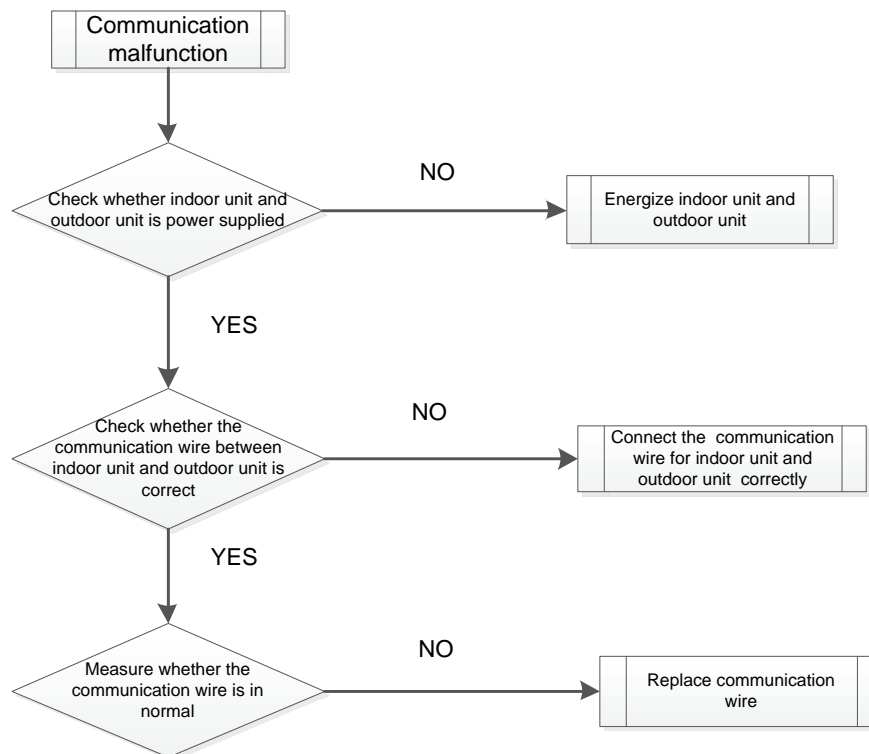 Communication
malfunction
Check whether indoor unit and
outdoor unit is power supplied
NO
Energize indoor unit and
outdoor unit
YES
Check whether the
communication wire between
indoor unit and outdoor unit is
correct
NO
Connect the  communication
wire for indoor unit and
outdoor unit  correctly
YES
Measure whether the
communication wire is in
normal
NO
Replace communication
wire